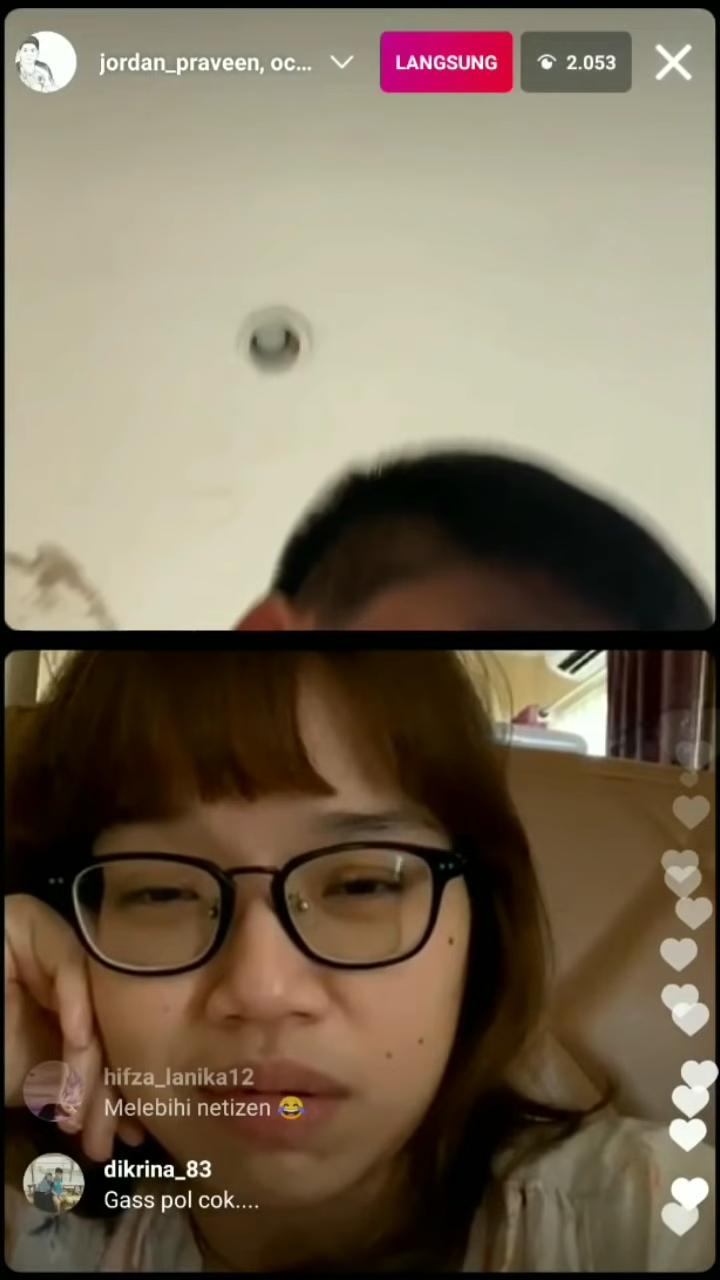 jordan_praveen, oc...
LANGSUNG
2.053
hifza_lanika12
Melebihi netizen 😂
dikrina_83
Gass pol cok....